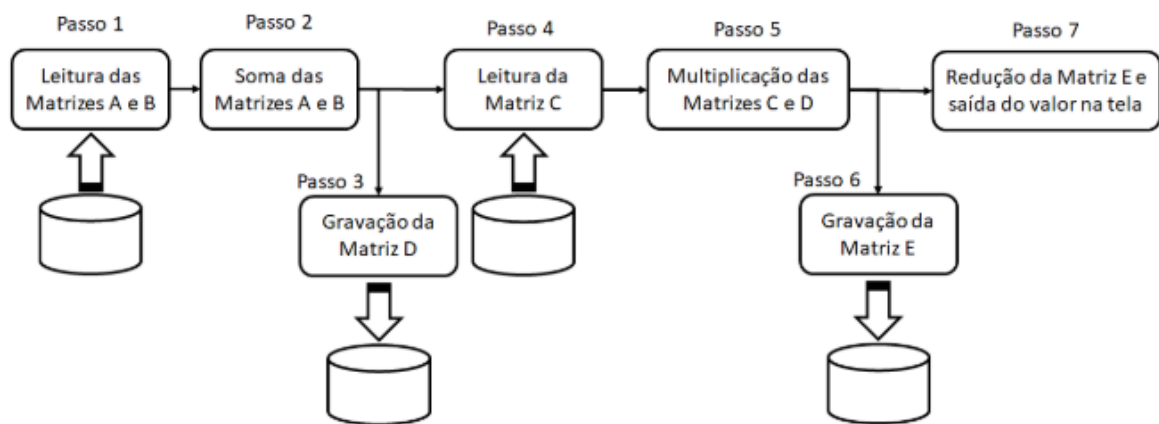 Passo 1
Leitura das
Matrizes A e B
Passo 2
Soma das
Matrizes A e B
Passo 3
Gravação da
Matriz D
Passo 4
Leitura da
Matriz C
Passo 5
Multiplicação das
Matrizes C e D
Passo 6
Gravação da
Matriz E
Passo 7
Redução da Matriz E e
saída do valor na tela